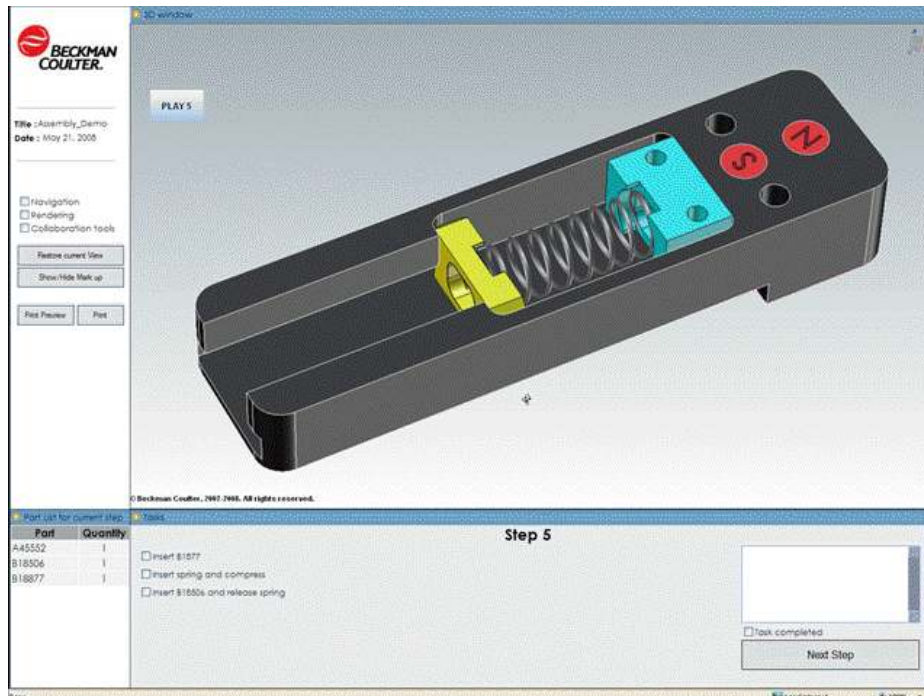 3D window
BECKMAN
COULTER.
PLAY 5
Title :Assembly_Demo
Date : May 21, 2008
Navigation
Rendering
Collaboration tools
Restore current View
Show/Hide Mark up
Print Preview
Print
N
S
© Beckman Coulter, 2007-2008. All rights reserved.
Part List for current step
Tasks
Part Quantity
A45552 1
B18506 1
B18877 1
Step 5
Insert B1877
Insert spring and compress
Insert B18506 and release spring
Task completed
Next Step